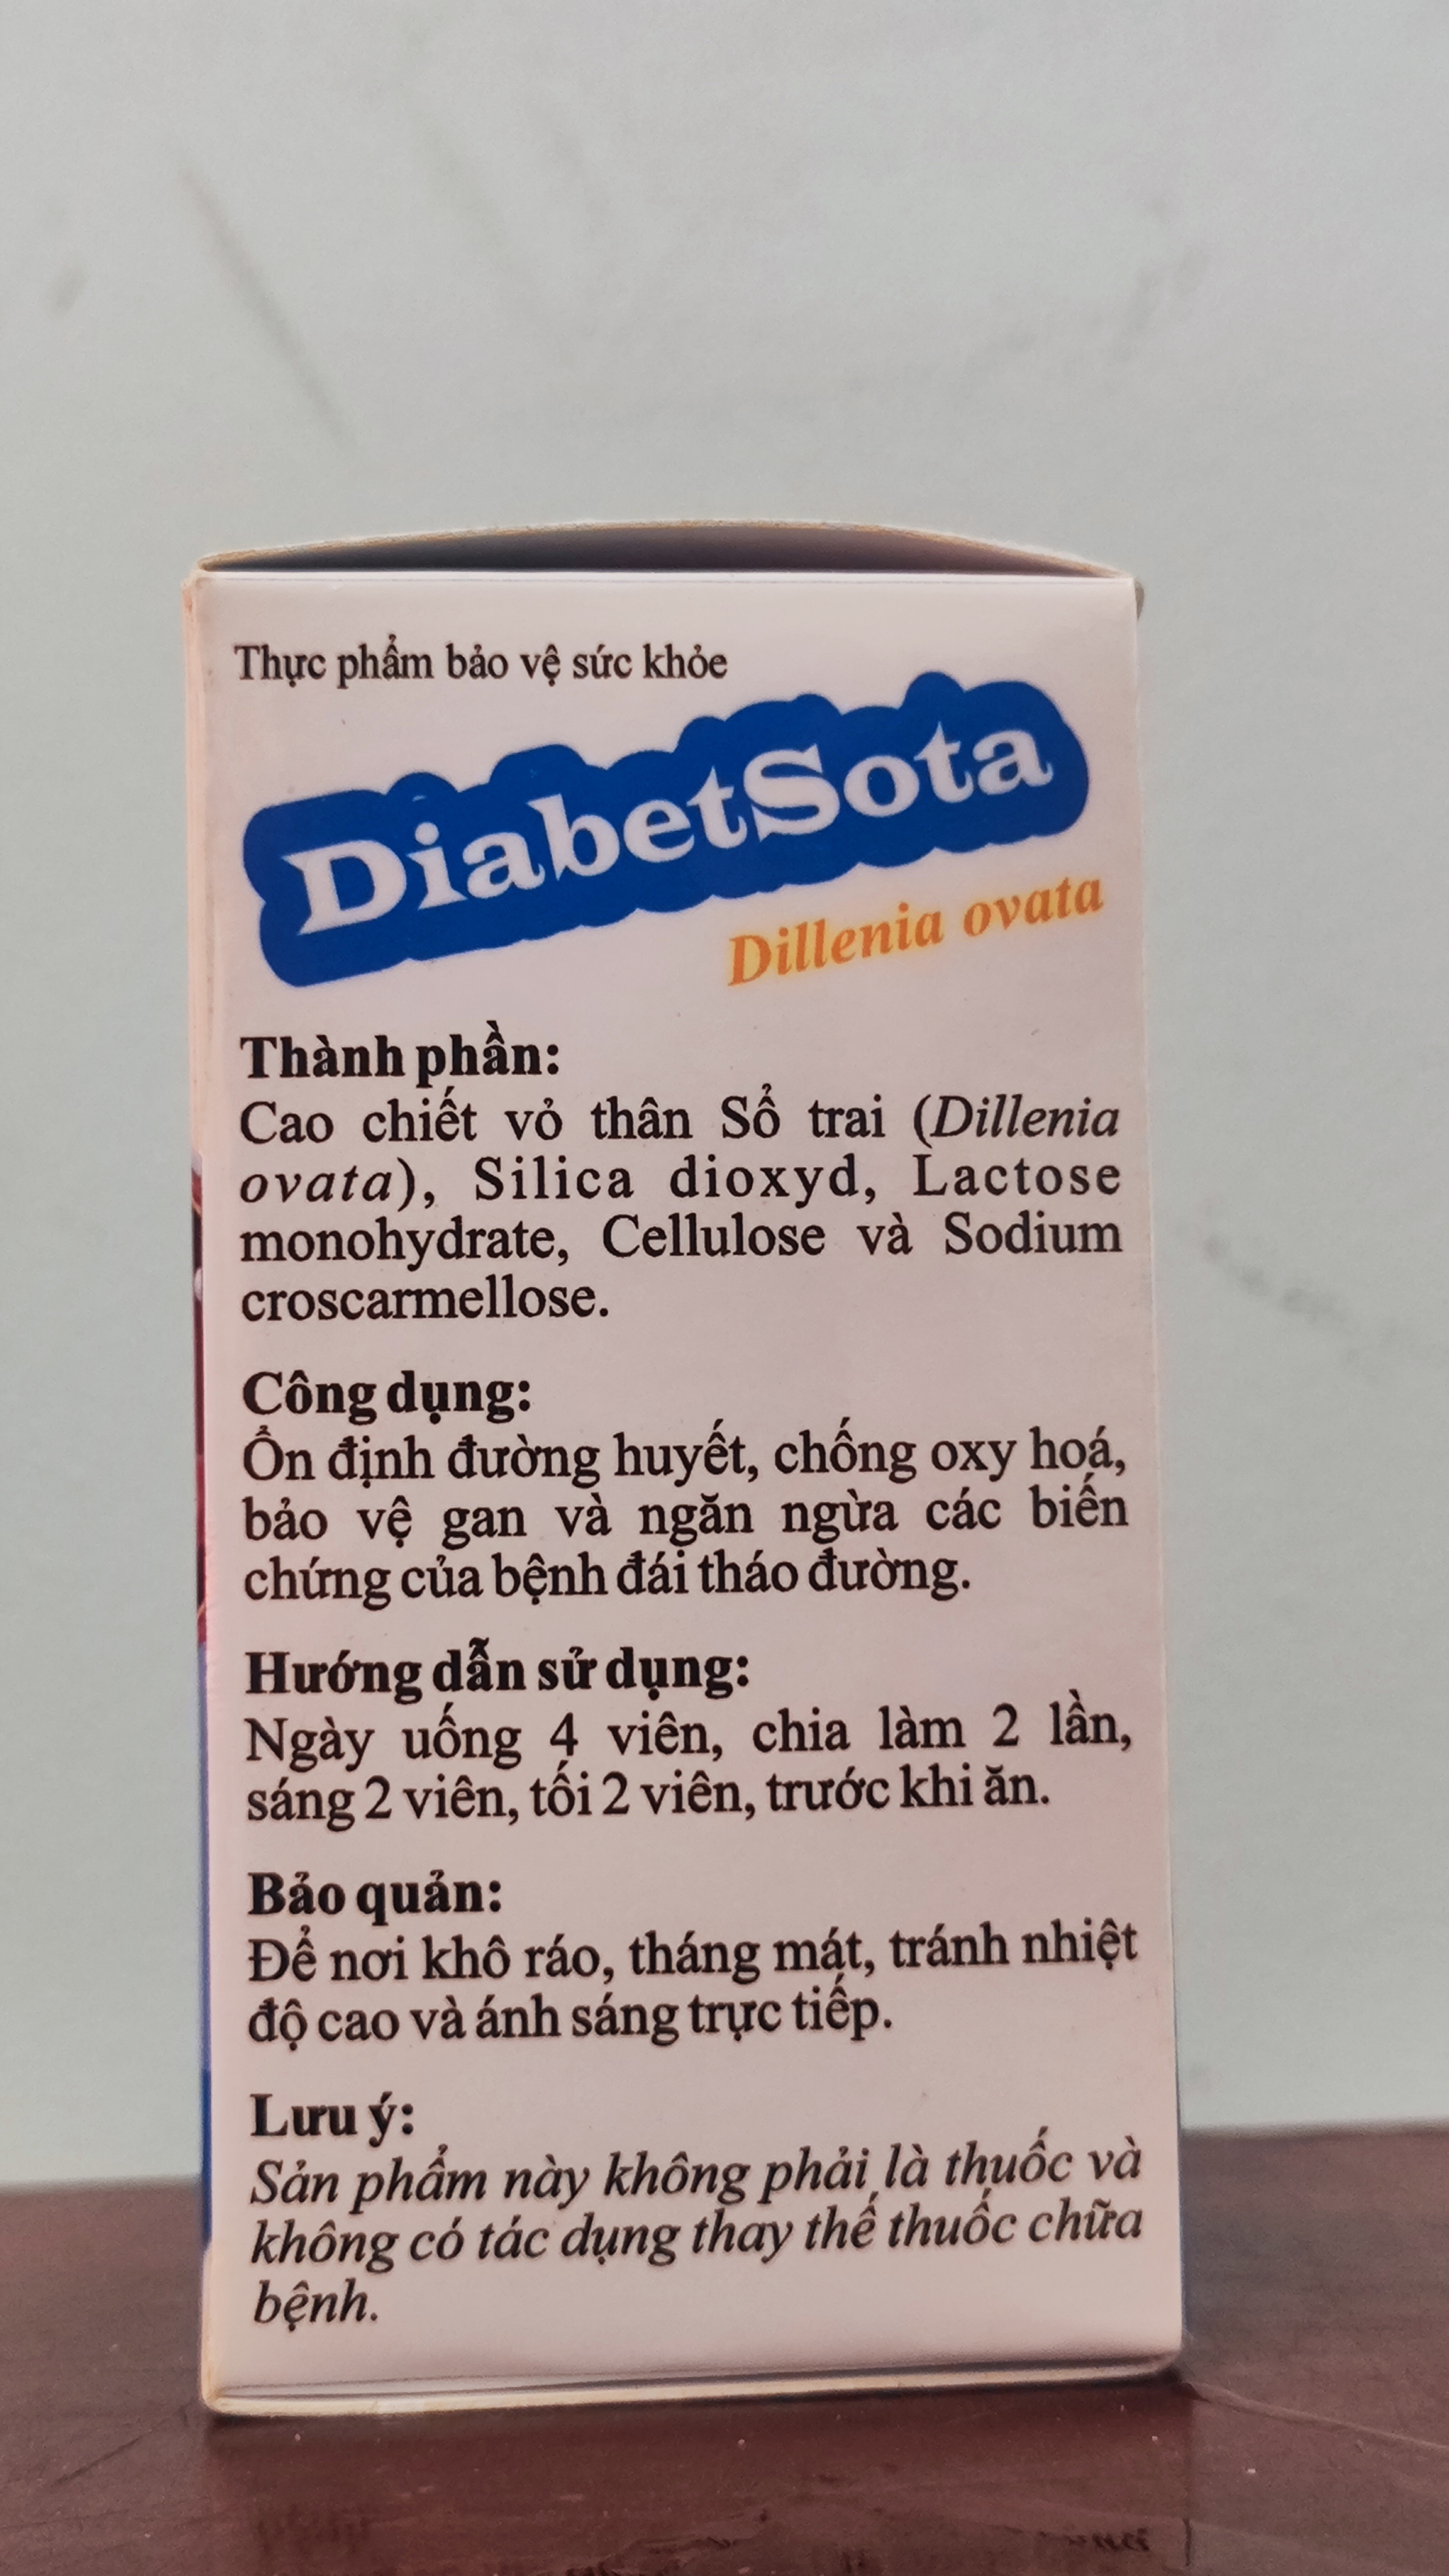 Thực phẩm bảo vệ sức khỏe
DiabetSota
Dillenia ovata
Thành phần:
Cao chiết vỏ thân Sổ trai (Dillenia
ovata), Silica dioxyd, Lactose
monohydrate, Cellulose và Sodium
croscarmellose.
Công dụng:
Ổn định đường huyết, chống oxy hoá,
bảo vệ gan và ngăn ngừa các biến
chứng của bệnh đái tháo đường.
Hướng dẫn sử dụng:
Ngày uống 4 viên, chia làm 2 lần,
sáng 2 viên, tối 2 viên, trước khi ăn.
Bảo quản:
Để nơi khô ráo, tháng mát, tránh nhiệt
độ cao và ánh sáng trực tiếp.
Lưu ý:
Sản phẩm này không phải là thuốc và
không có tác dụng thay thế thuốc chữa
bệnh.